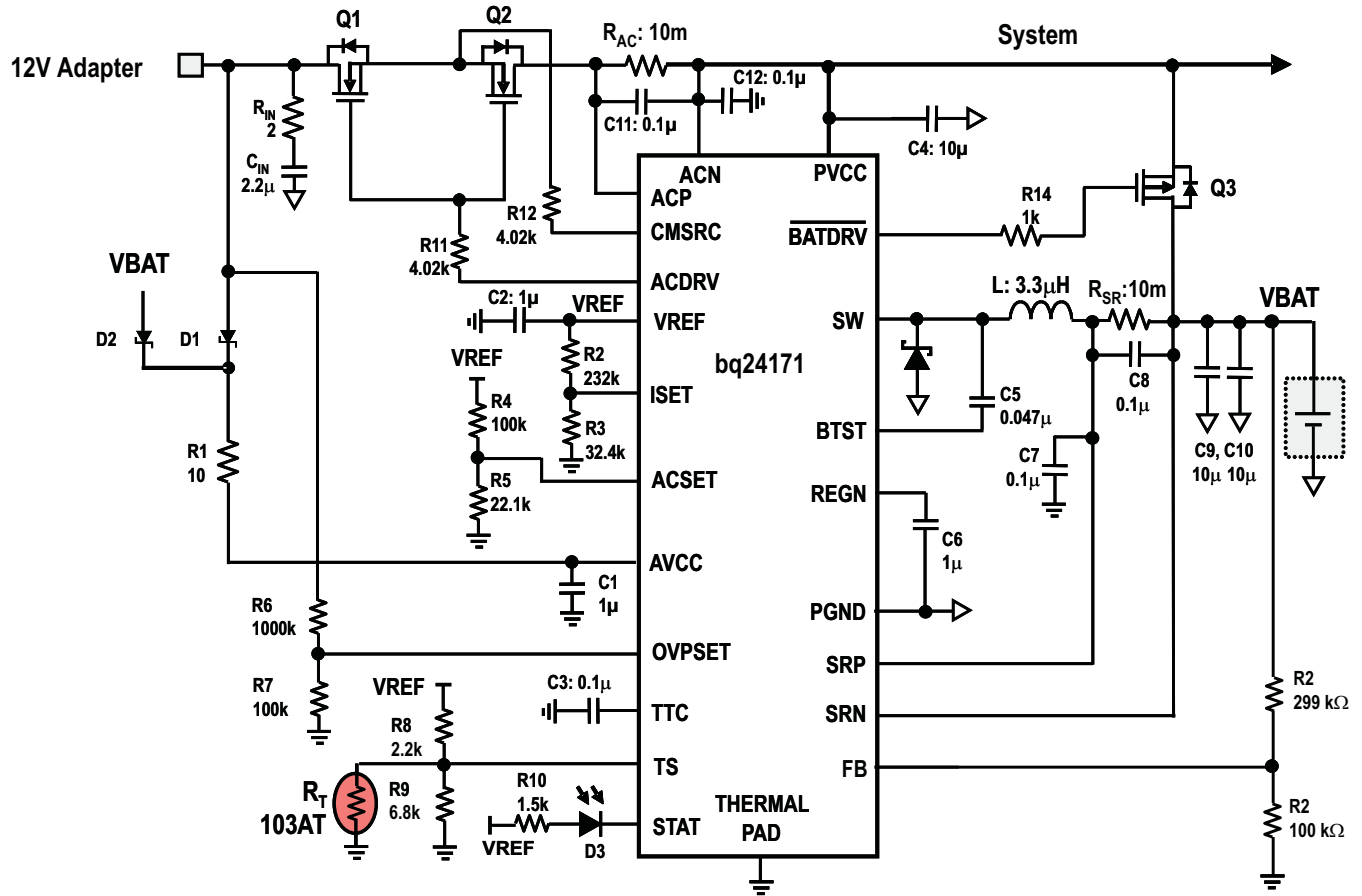 Q1
Q2
12V Adapter
R_AC: 10m
System
R_IN
2
C_IN
2.2µ
C12: 0.1µ
C11: 0.1µ
C4: 10µ
ACN
PVCC
ACP
R12
4.02k
CMSRC
R11
4.02k
ACDRV
BATDRV
R14
1k
Q3
VBAT
D2
D1
C2: 1µ
VREF
VREF
SW
L: 3.3µH
R_SR:10m
VBAT
VREF
R2
232k
bq24171
ISET
R4
100k
R3
32.4k
C8
0.1µ
C5
0.047µ
BTST
R1
10
R5
22.1k
ACSET
C7
0.1µ
C9, C10
10µ 10µ
REGN
C6
1µ
AVCC
C1
1µ
PGND
R6
1000k
OVPSET
SRP
R7
100k
VREF
C3: 0.1µ
TTC
SRN
R2
299 kΩ
R8
2.2k
TS
FB
R_T
103AT
R9
6.8k
R10
1.5k
VREF
D3
STAT
THERMAL
PAD
R2
100 kΩ